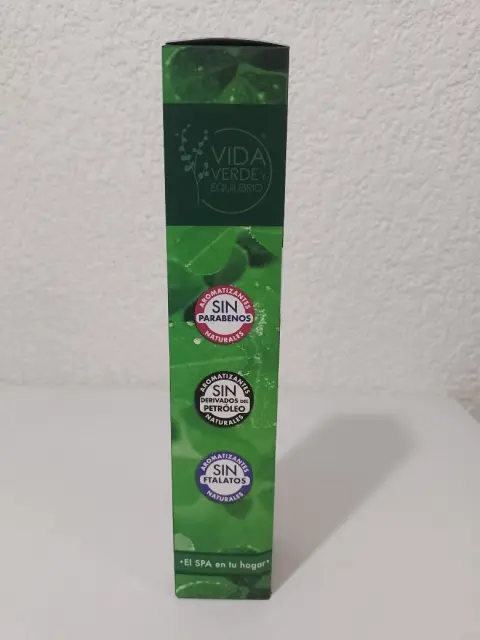 VIDA
VERDE Y
EQUILIBRIO
AROMATIZANTES
SIN
PARABENOS
NATURALES
AROMATIZANTES
SIN
DERIVADOS DEL
PETRÓLEO
NATURALES
AROMATIZANTES
SIN
FTALATOS
NATURALES
•El SPA en tu hogar•